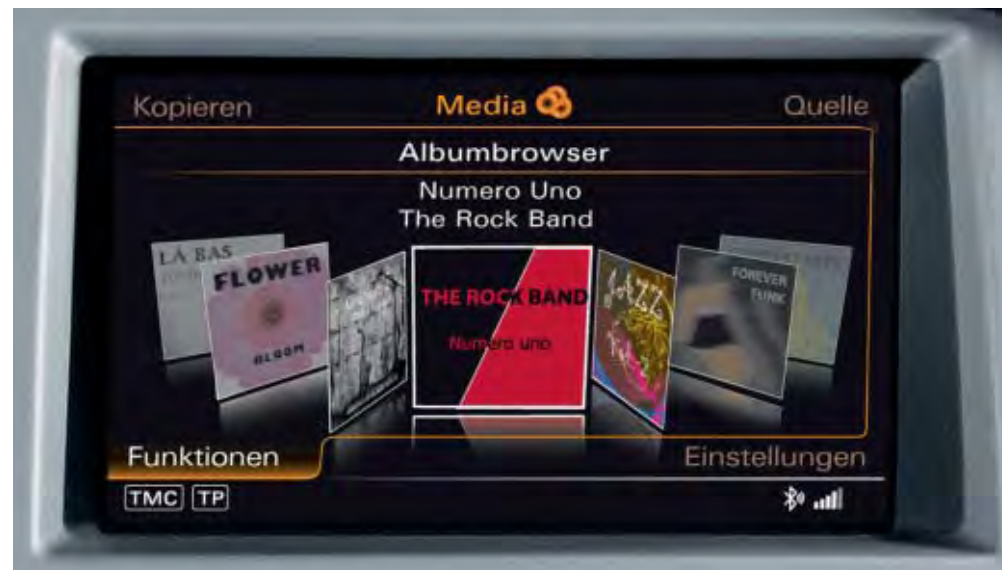 Kopieren
Media
Quelle
Albumbrowser
Numero Uno
The Rock Band
LÀ BAS
FLOWER
BLOOM
THE ROCK BAND
Numero uno
JAZZ
FOREVER
FUNK
Funktionen
Einstellungen
TMC TP